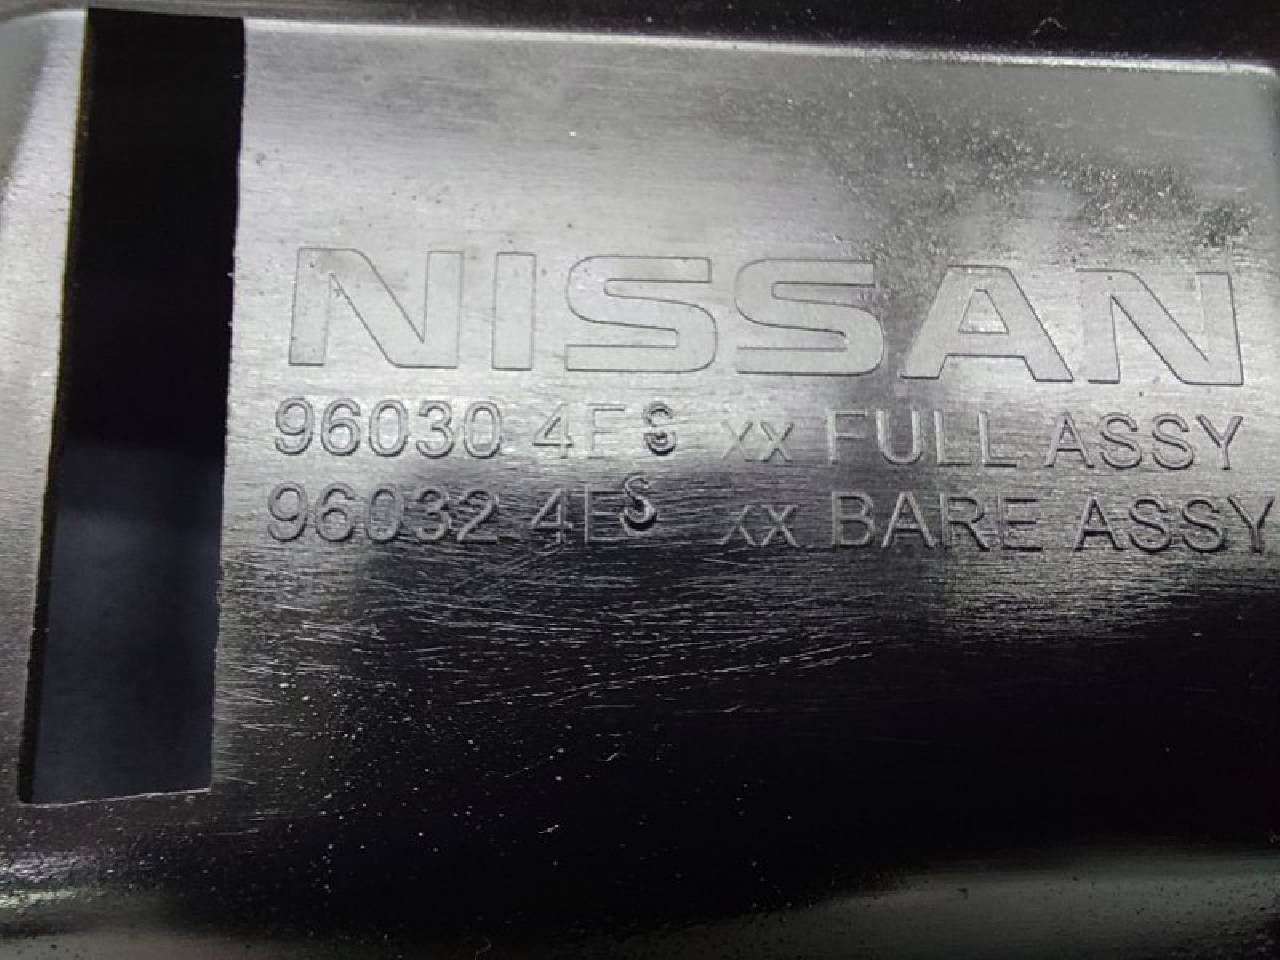 NISSAN
96030 4ES xx FULL ASSY
96032 4ES xx BARE ASSY